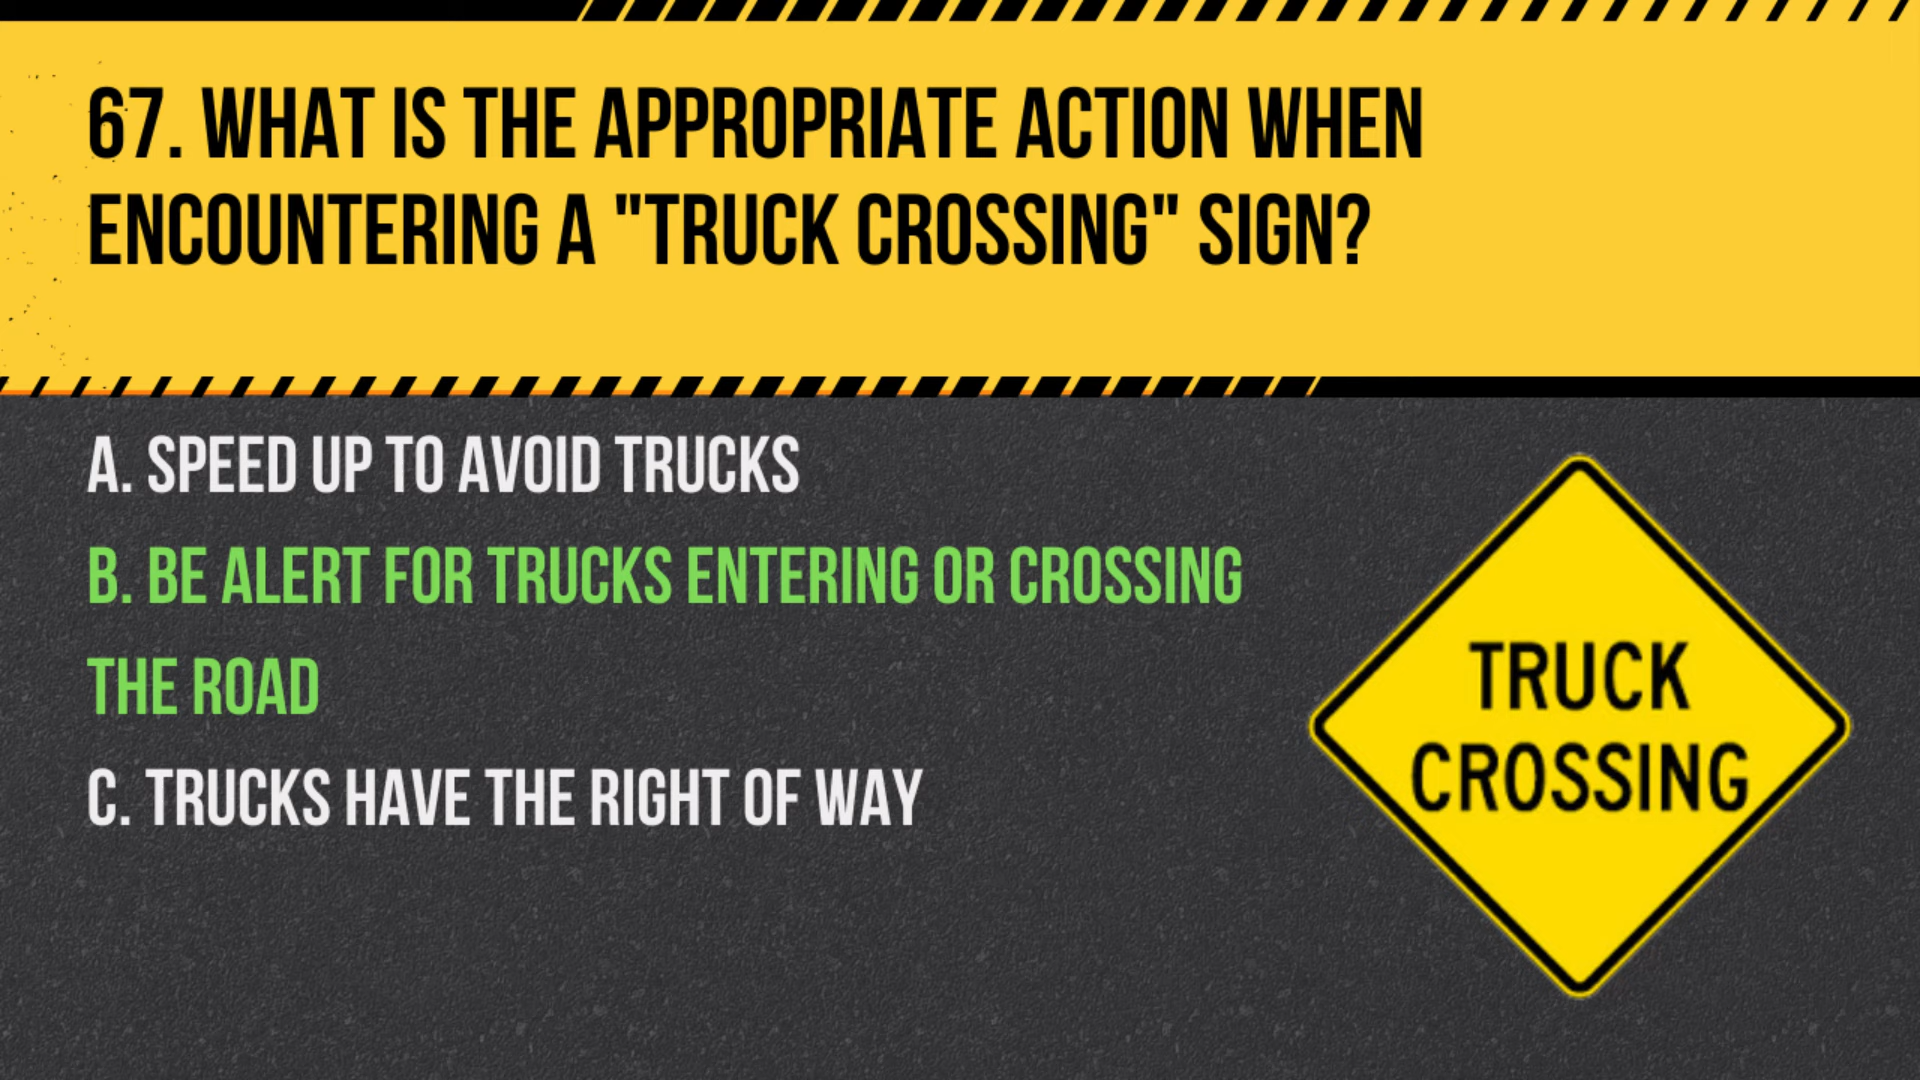 67. WHAT IS THE APPROPRIATE ACTION WHEN
ENCOUNTERING A "TRUCK CROSSING" SIGN?
A. SPEED UP TO AVOID TRUCKS
B. BE ALERT FOR TRUCKS ENTERING OR CROSSING
THE ROAD
C. TRUCKS HAVE THE RIGHT OF WAY
TRUCK
CROSSING